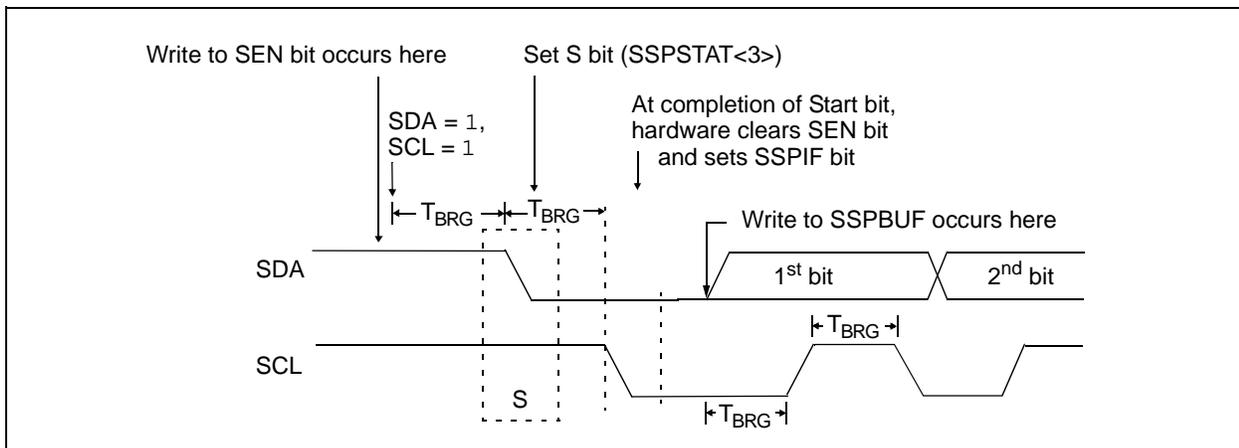 Write to SEN bit occurs here
Set S bit (SSPSTAT<3>)
SDA = 1,
SCL = 1
At completion of Start bit,
hardware clears SEN bit
and sets SSPIF bit
TBRG
TBRG
Write to SSPBUF occurs here
SDA
1st bit
2nd bit
TBRG
SCL
S
TBRG